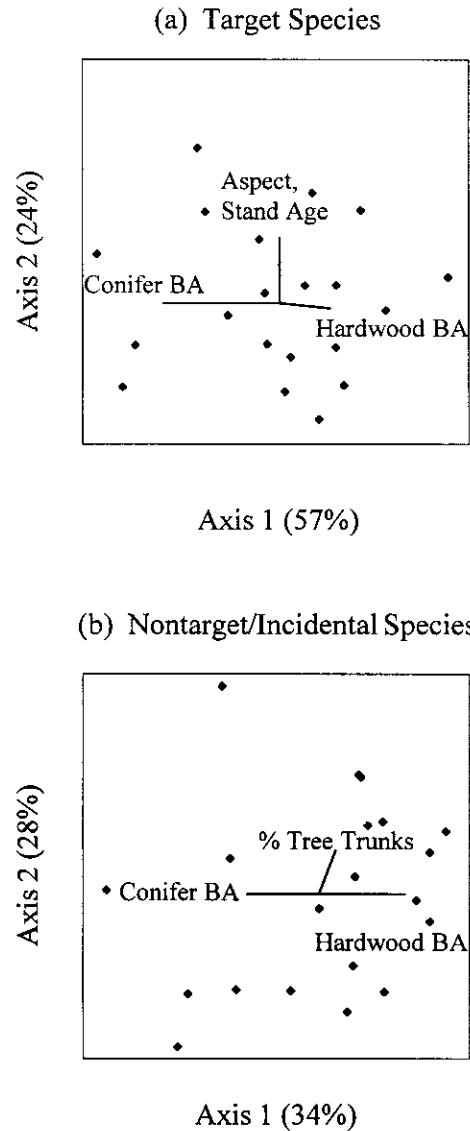 (a) Target Species
Axis 2 (24%)
Aspect,
Stand Age
Conifer BA
Hardwood BA
Axis 1 (57%)
(b) Nontarget/Incidental Species
Axis 2 (28%)
% Tree Trunks
Conifer BA
Hardwood BA
Axis 1 (34%)